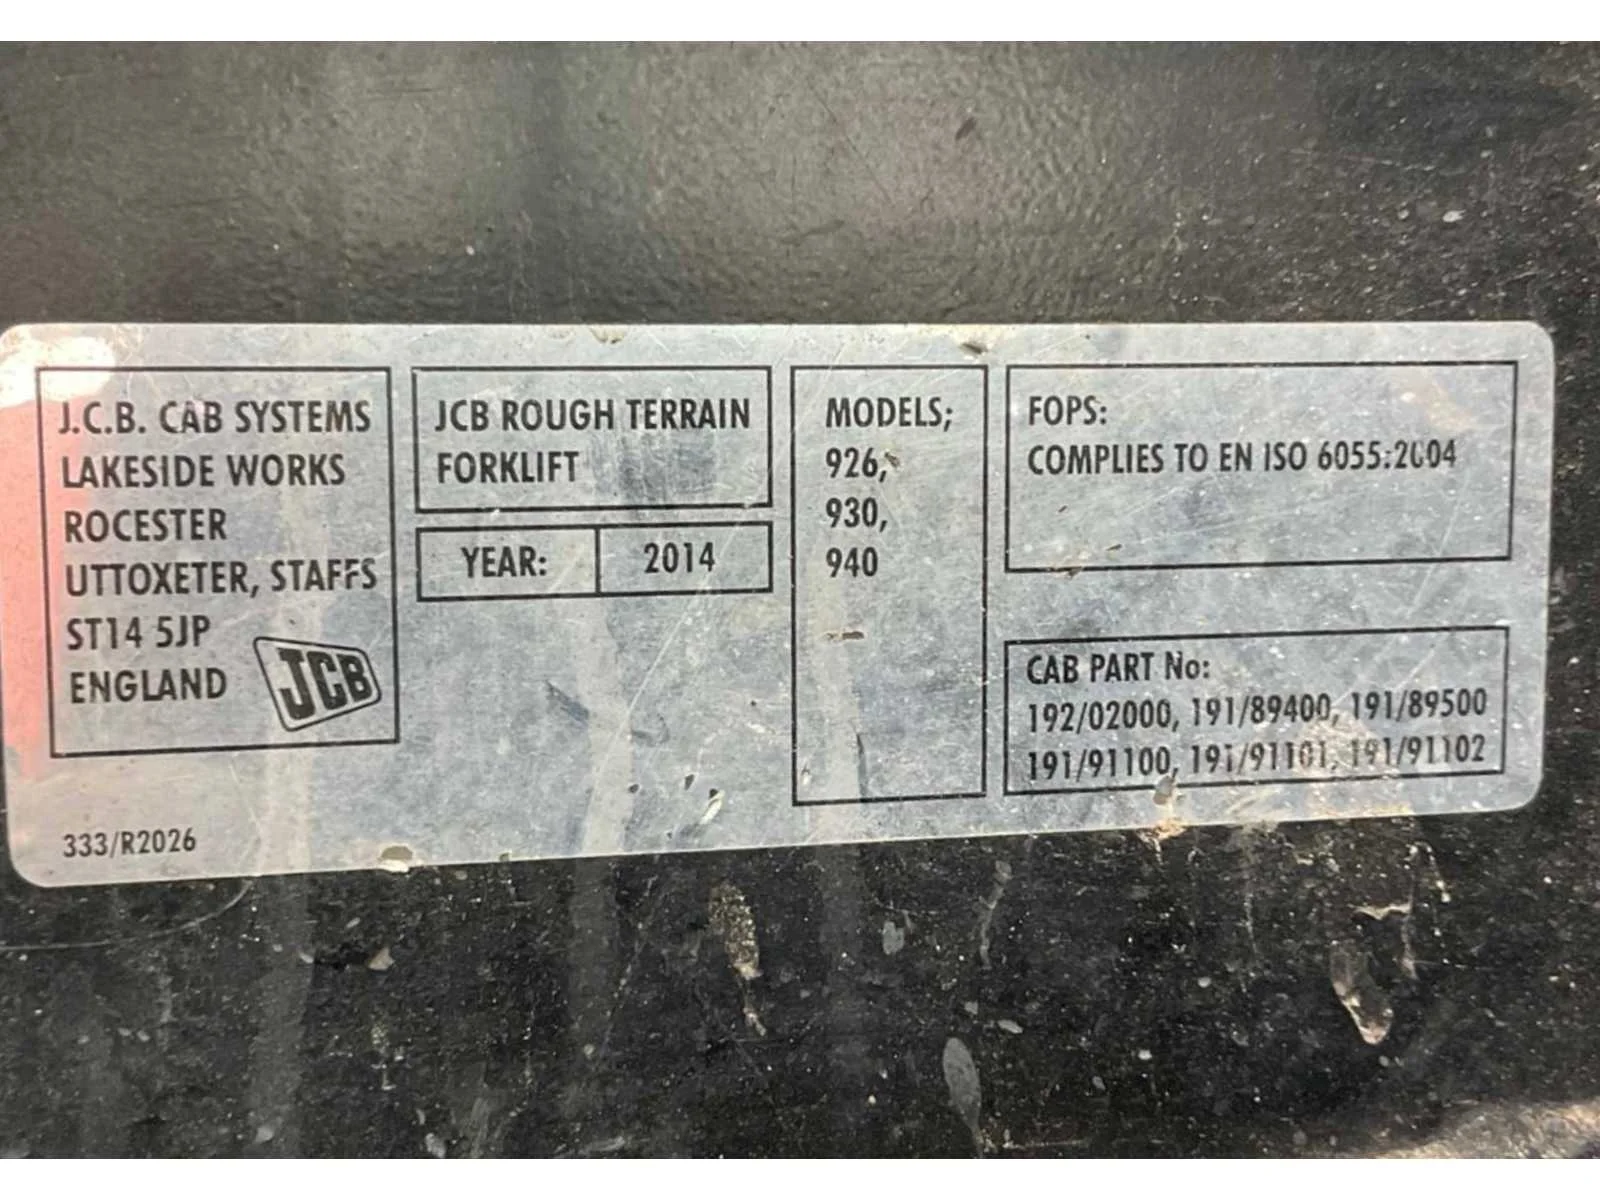 J.C.B. CAB SYSTEMS
LAKESIDE WORKS
ROCESTER
UTTOXETER, STAFFS
ST14 5JP
ENGLAND
JCB
333/R2026
JCB ROUGH TERRAIN
FORKLIFT
YEAR: 2014
MODELS;
926,
930,
940
FOPS:
COMPLIES TO EN ISO 6055:2004
CAB PART No:
192/02000, 191/89400, 191/89500
191/91100, 191/91101, 191/91102